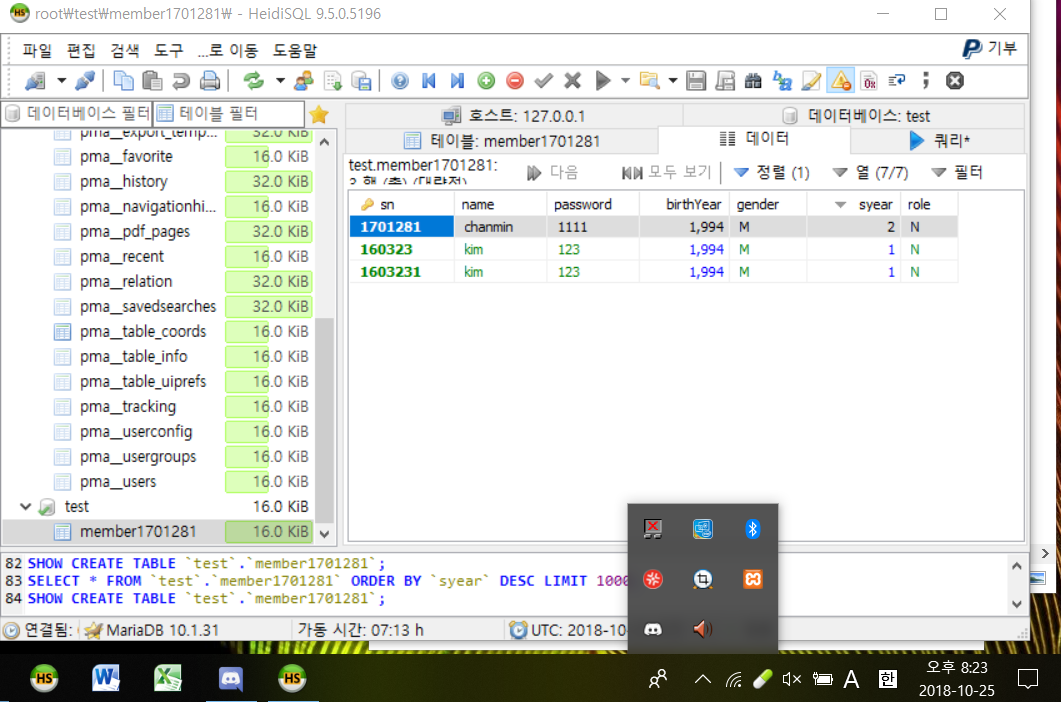 root₩test₩member1701281₩ - HeidiSQL 9.5.0.5196
파일 편집 검색 도구 ...로 이동 도움말
기부
데이터베이스 필터 테이블 필터
호스트: 127.0.0.1 데이터베이스: test
테이블: member1701281 데이터 쿼리*
test.member1701281: 다음 모두 보기 정렬 (1) 열 (7/7) 필터
sn name password birthYear gender syear role
1701281 chanmin 1111 1,994 M 2 N
160323 kim 123 1,994 M 1 N
1603231 kim 123 1,994 M 1 N
pma__export_temp... 32.0 KiB
pma__favorite 16.0 KiB
pma__history 32.0 KiB
pma__navigationhi... 16.0 KiB
pma__pdf_pages 32.0 KiB
pma__recent 16.0 KiB
pma__relation 32.0 KiB
pma__savedsearches 32.0 KiB
pma__table_coords 16.0 KiB
pma__table_info 16.0 KiB
pma__table_uiprefs 16.0 KiB
pma__tracking 16.0 KiB
pma__userconfig 16.0 KiB
pma__usergroups 16.0 KiB
pma__users 16.0 KiB
test 16.0 KiB
member1701281 16.0 KiB
82 SHOW CREATE TABLE `test`.`member1701281`;
83 SELECT * FROM `test`.`member1701281` ORDER BY `syear` DESC LIMIT 1000
84 SHOW CREATE TABLE `test`.`member1701281`;
연결됨: MariaDB 10.1.31 가동 시간: 07:13 h UTC: 2018-10
HS W X HS A 한 오후 8:23
2018-10-25